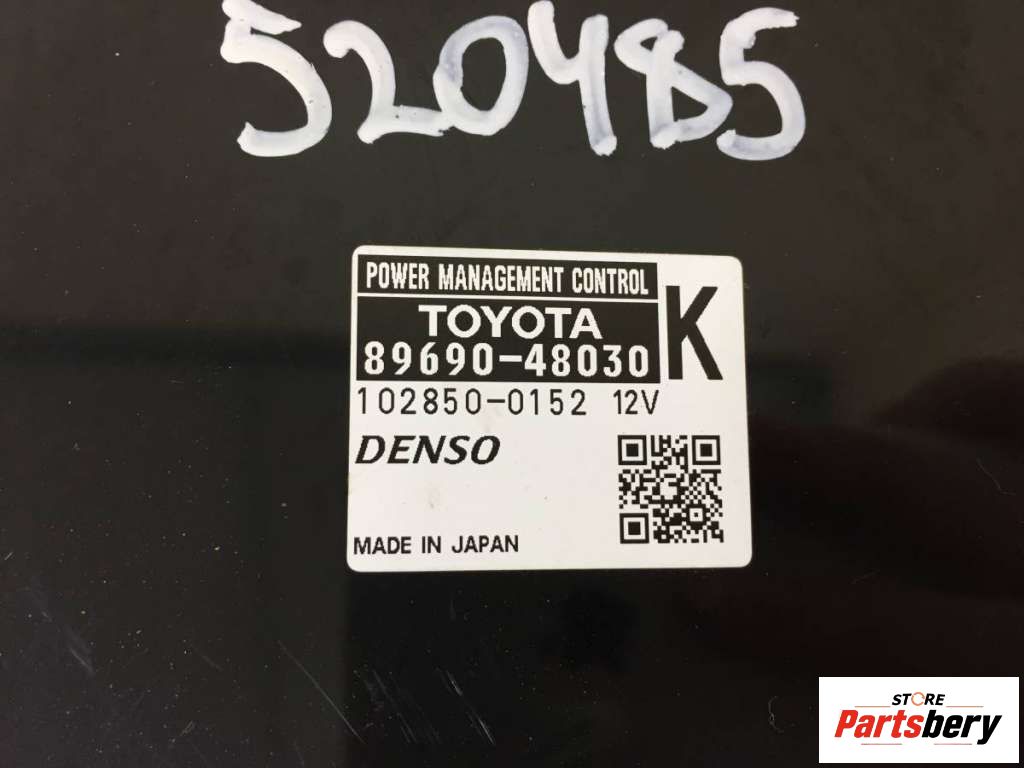 520485
POWER MANAGEMENT CONTROL
TOYOTA
89690-48030
K
102850-0152 12V
DENSO
MADE IN JAPAN
STORE
Partsbery